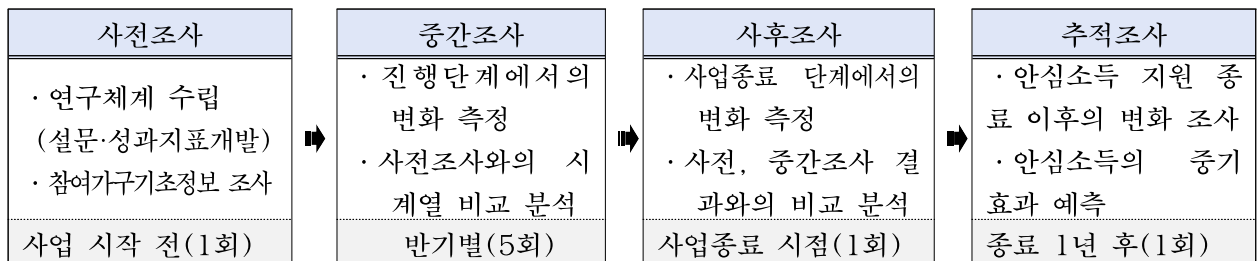 사전조사
· 연구체계 수립
(설문·성과지표개발)
· 참여가구기초정보 조사
사업 시작 전(1회)
중간조사
· 진행단계에서의
변화 측정
· 사전조사와의 시
계열 비교 분석
반기별(5회)
사후조사
· 사업종료 단계에서의
변화 측정
· 사전, 중간조사 결
과와의 비교 분석
사업종료 시점(1회)
추적조사
· 안심소득 지원 종
료 이후의 변화 조사
· 안심소득의 중기
효과 예측
종료 1년 후(1회)